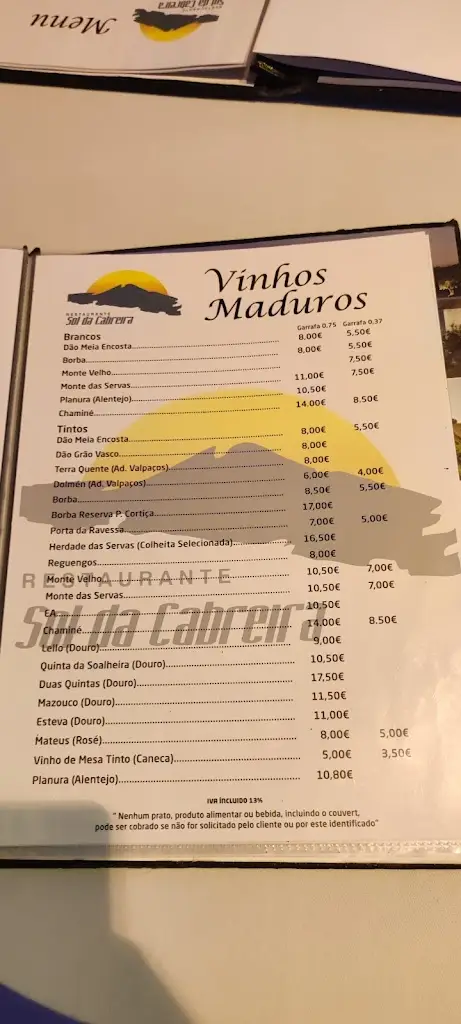 Menu
Sol da Cabreira
RESTAURANTE
Sol da Cabreira
Vinhos
Maduros
Garrafa 0,75 Garrafa 0,37
Brancos
Dão Meia Encosta 8,00€ 5,50€
Borba 8,00€ 5,50€
Monte Velho 7,50€
Monte das Servas 11,00€ 7,50€
Planura (Alentejo) 10,50€
Chaminé 14,00€ 8.50€
Tintos
Dão Meia Encosta 8,00€ 5,50€
Dão Grão Vasco 8,00€
Terra Quente (Ad. Valpaços) 8,00€
Dolmén (Ad. Valpaços) 6,00€ 4,00€
Borba 8,50€ 5,50€
Borba Reserva P. Cortiça 17,00€
Porta da Ravessa 7,00€ 5,00€
Herdade das Servas (Colheita Selecionada) 16,50€
Reguengos 8,00€
Monte Velho 10,50€ 7,00€
Monte das Servas 10,50€ 7,00€
EA 10,50€
Chaminé 14,00€ 8.50€
Lello (Douro) 9,00€
Quinta da Soalheira (Douro) 10,50€
Duas Quintas (Douro) 17,50€
Mazouco (Douro) 11,50€
Esteva (Douro) 11,00€
Mateus (Rosé) 8,00€ 5,00€
Vinho de Mesa Tinto (Caneca) 5,00€ 3,50€
Planura (Alentejo) 10,80€
RESTAURANTE
Sol da Cabreira
IVA INCLUIDO 13%
" Nenhum prato, produto alimentar ou bebida, incluindo o couvert,
pode ser cobrado se não for solicitado pelo cliente ou por este identificado"